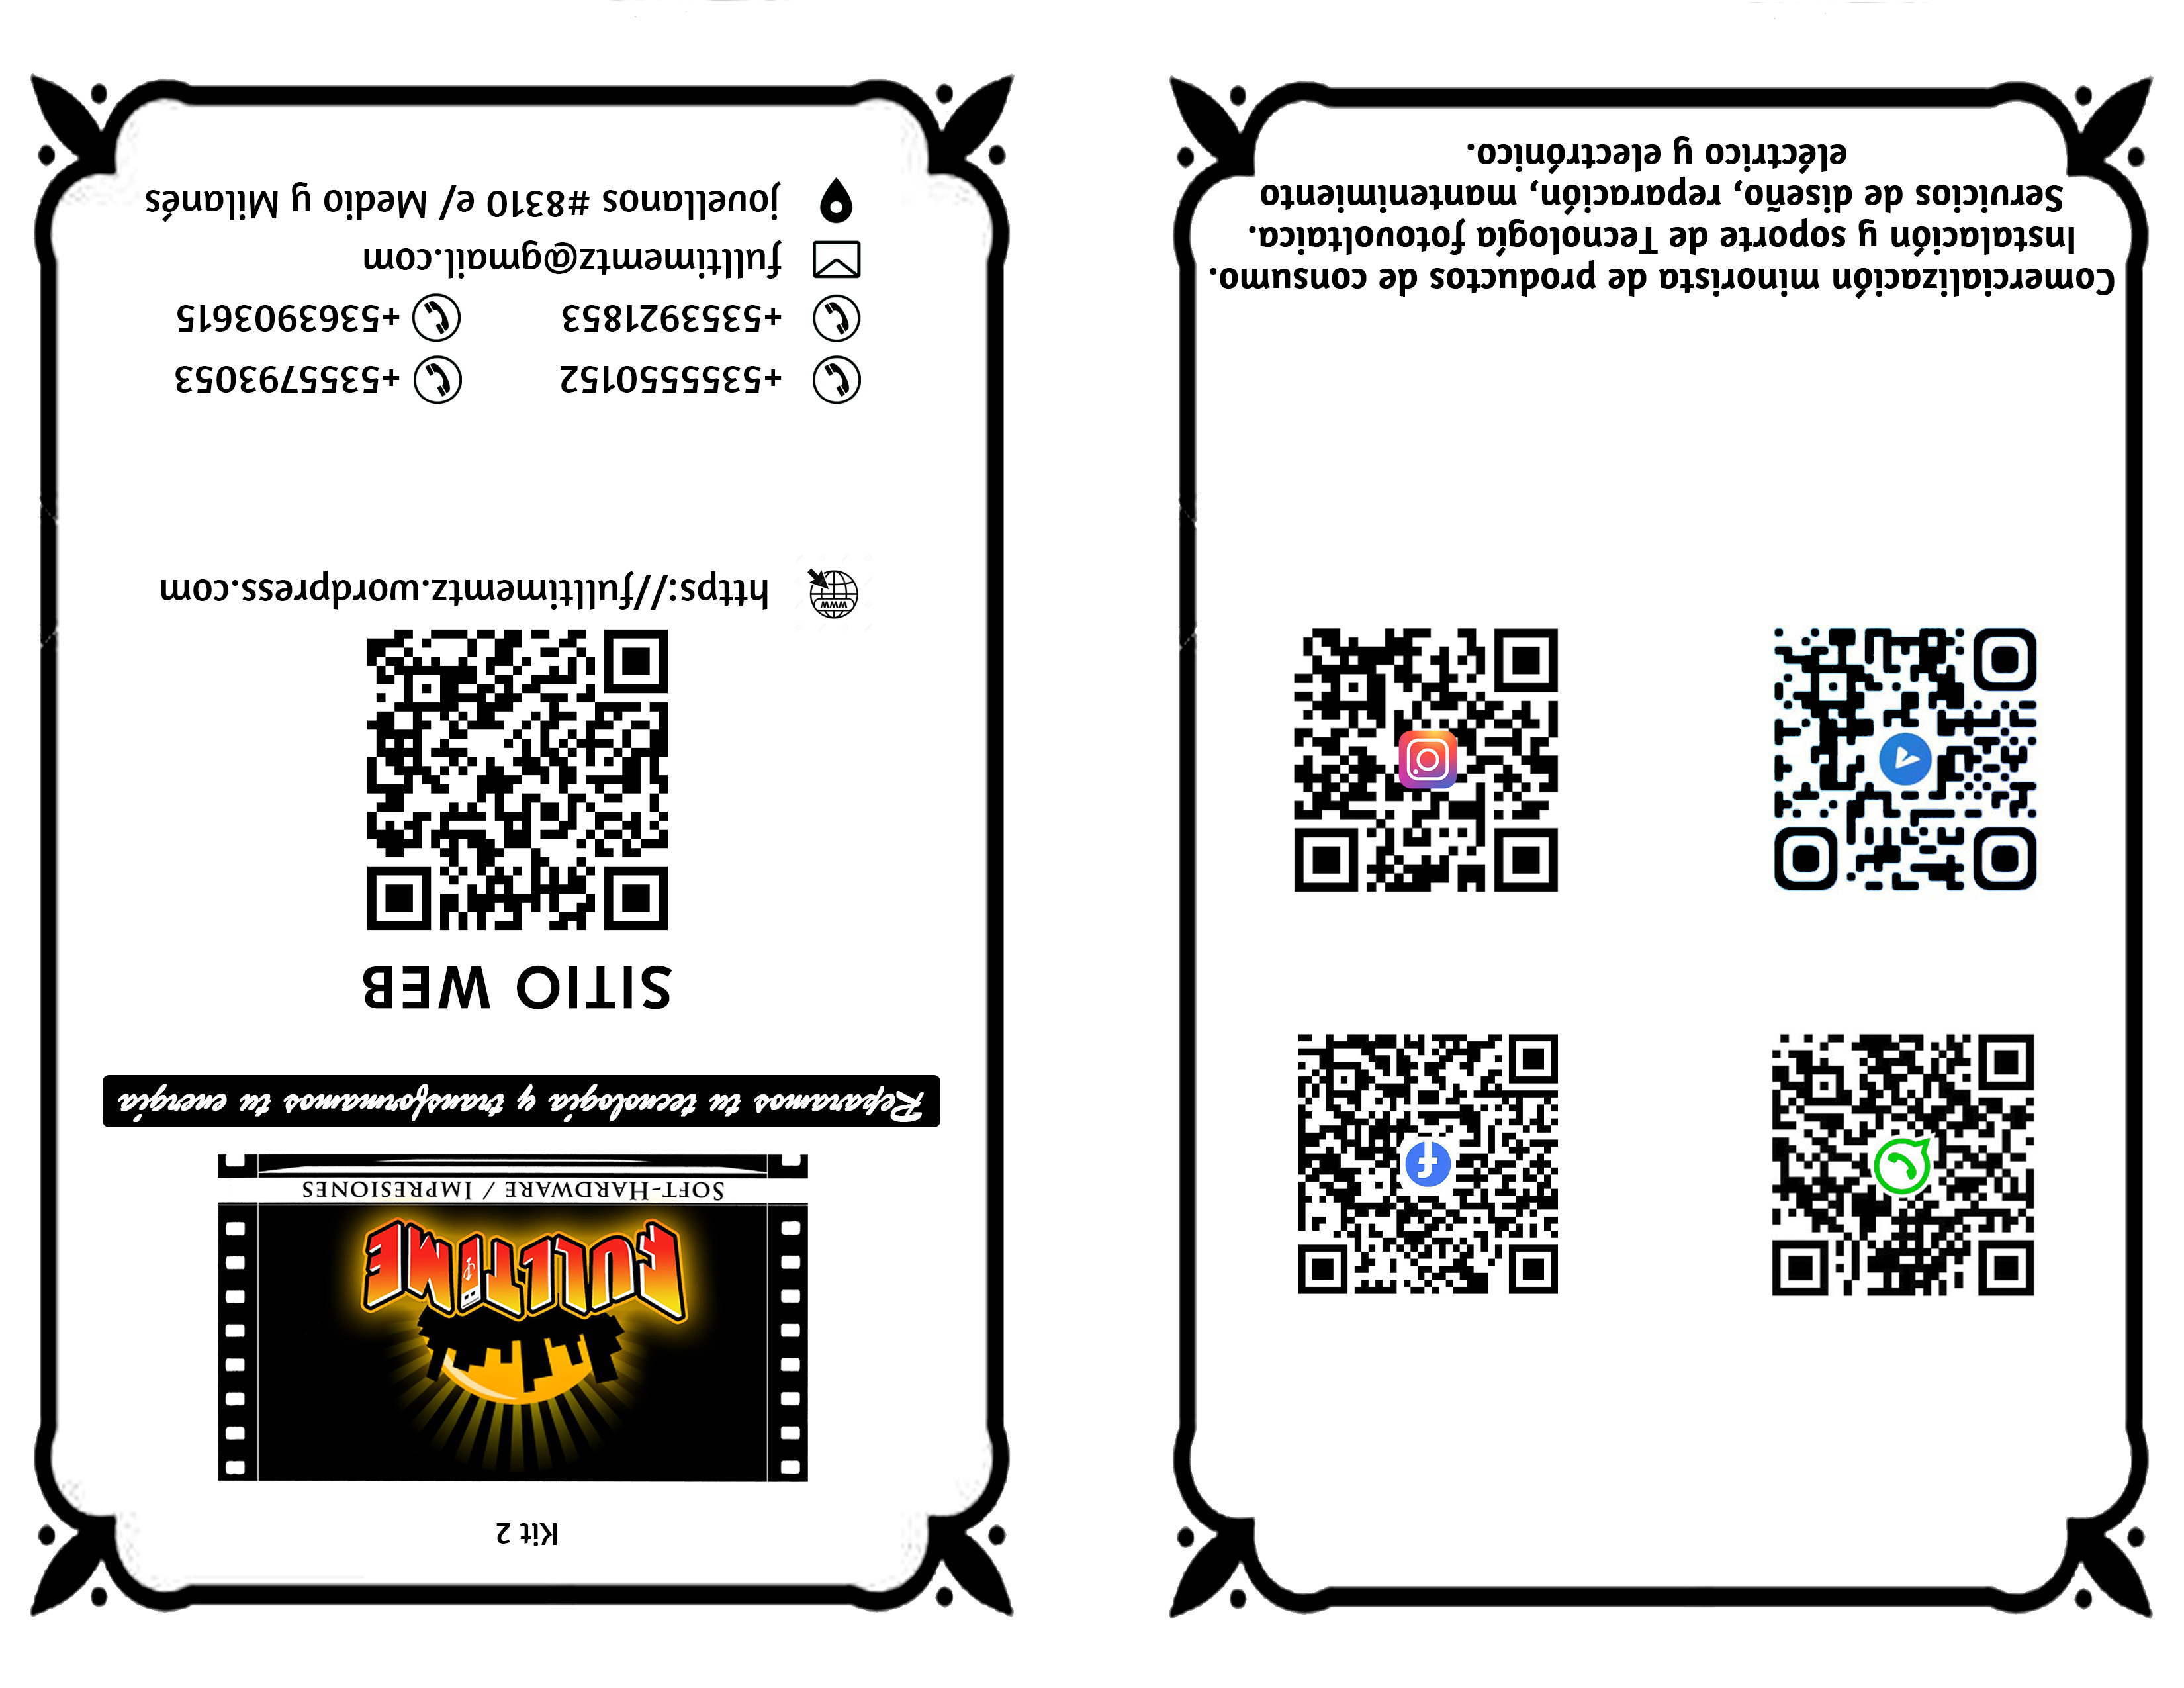 Comercialización minorista de productos de consumo.
Instalación y soporte de Tecnología fotovoltaica.
Servicios de diseño, reparación, mantenimiento
eléctrico y electrónico.
Kit 2
FULLTIME
SOFT-HARDWARE / IMPRESIONES
Reparamos tu tecnología y transformamos tu energía
SITIO WEB
www
https://fulltimemtz.wordpress.com
+5355550152 +5355793053
+5353921853 +5363903615
fulltimemtz@gmail.com
jovellanos #8310 e/ Medio y Milanés